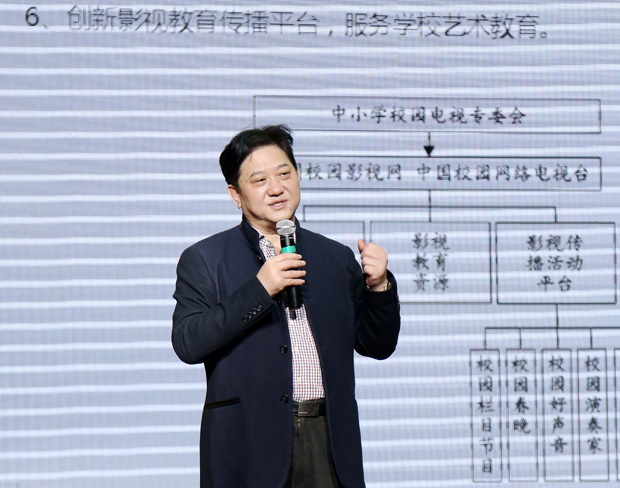 6、创新影视教育传播平台，服务学校艺术教育。
中小学校园电视专委会
校园影视网 中国校园网络电视台
影视
教育
资源
影视传
播活动
平台
校园栏目节目
校园春晚
校园好声音
校园演奏家